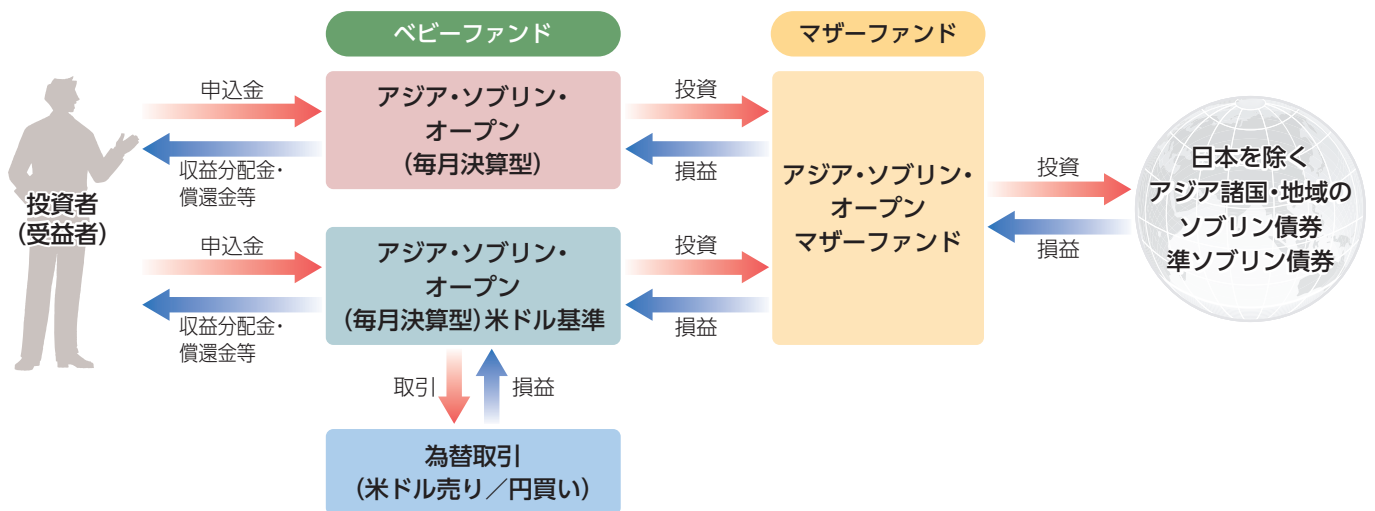 ベビーファンド
マザーファンド
投資者
(受益者)
申込金
収益分配金・
償還金等
アジア・ソブリン・
オープン
(毎月決算型)
投資
損益
申込金
収益分配金・
償還金等
アジア・ソブリン・
オープン
(毎月決算型)米ドル基準
投資
損益
アジア・ソブリン・
オープン
マザーファンド
投資
損益
日本を除く
アジア諸国・地域の
ソブリン債券
準ソブリン債券
取引
損益
為替取引
(米ドル売り／円買い)